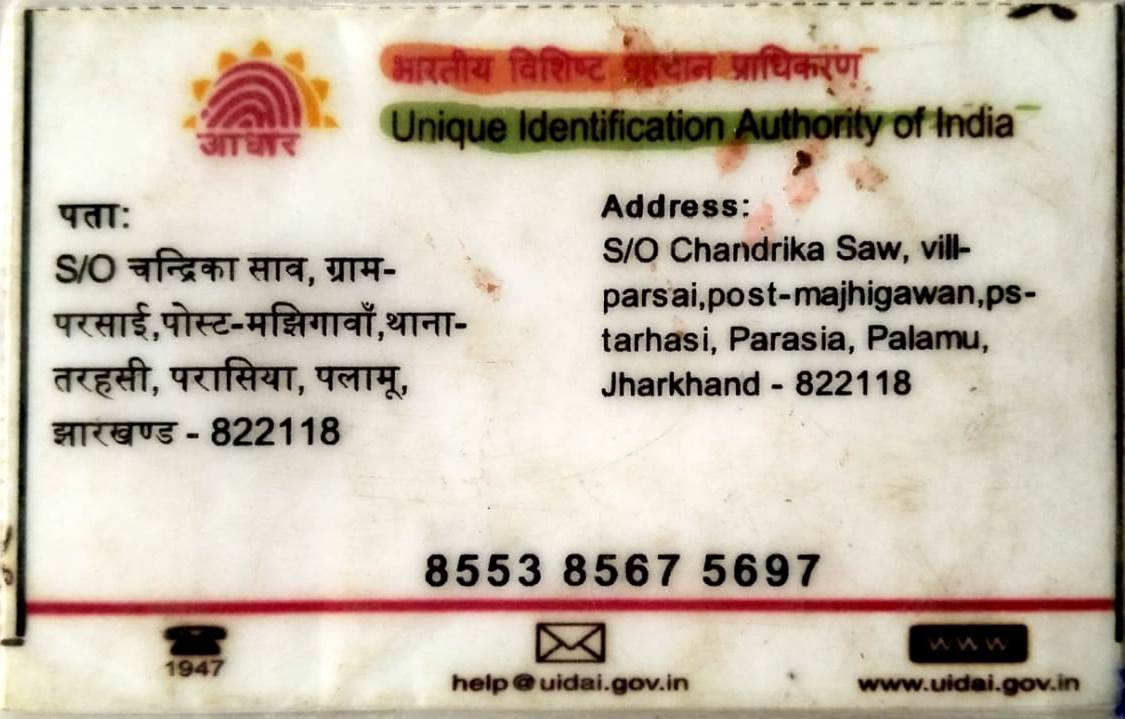 भारतीय विशिष्ट पहचान प्राधिकरण
आधार
Unique Identification Authority of India
पता:
S/O चन्द्रिका साव, ग्राम-
परसाई,पोस्ट-मझिगावाँ,थाना-
तरहसी, परासिया, पलामू,
झारखण्ड - 822118
Address:
S/O Chandrika Saw, vill-
parsai,post-majhigawan,ps-
tarhasi, Parasia, Palamu,
Jharkhand - 822118
8553 8567 5697
1947
help@uidai.gov.in
WWW
www.uidai.gov.in